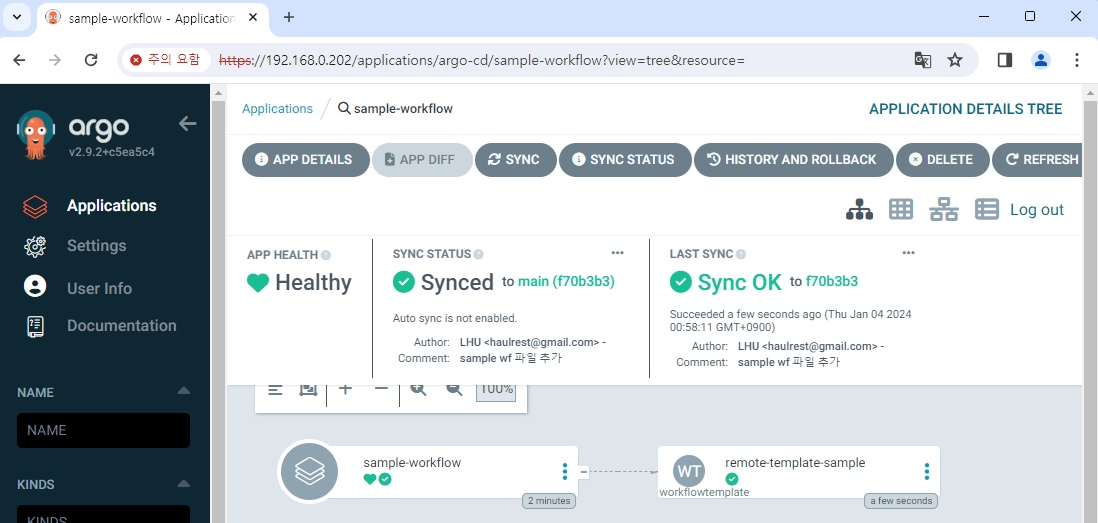 sample-workflow - Application
주의 요함 https://192.168.0.202/applications/argo-cd/sample-workflow?view=tree&resource=
argo
v2.9.2+c5ea5c4
Applications
Settings
User Info
Documentation
NAME
NAME
KINDS
KINDS
Applications / sample-workflow
APPLICATION DETAILS TREE
APP DETAILS APP DIFF SYNC SYNC STATUS HISTORY AND ROLLBACK DELETE REFRESH
Log out
APP HEALTH
Healthy
SYNC STATUS
Synced to main (f70b3b3)
Auto sync is not enabled.
Author: LHU <haulrest@gmail.com> -
Comment: sample wf 파일 추가
LAST SYNC
Sync OK to f70b3b3
Succeeded a few seconds ago (Thu Jan 04 2024
00:58:11 GMT+0900)
Author: LHU <haulrest@gmail.com> -
Comment: sample wf 파일 추가
100%
sample-workflow
2 minutes
WT
workflowtemplate
remote-template-sample
a few seconds